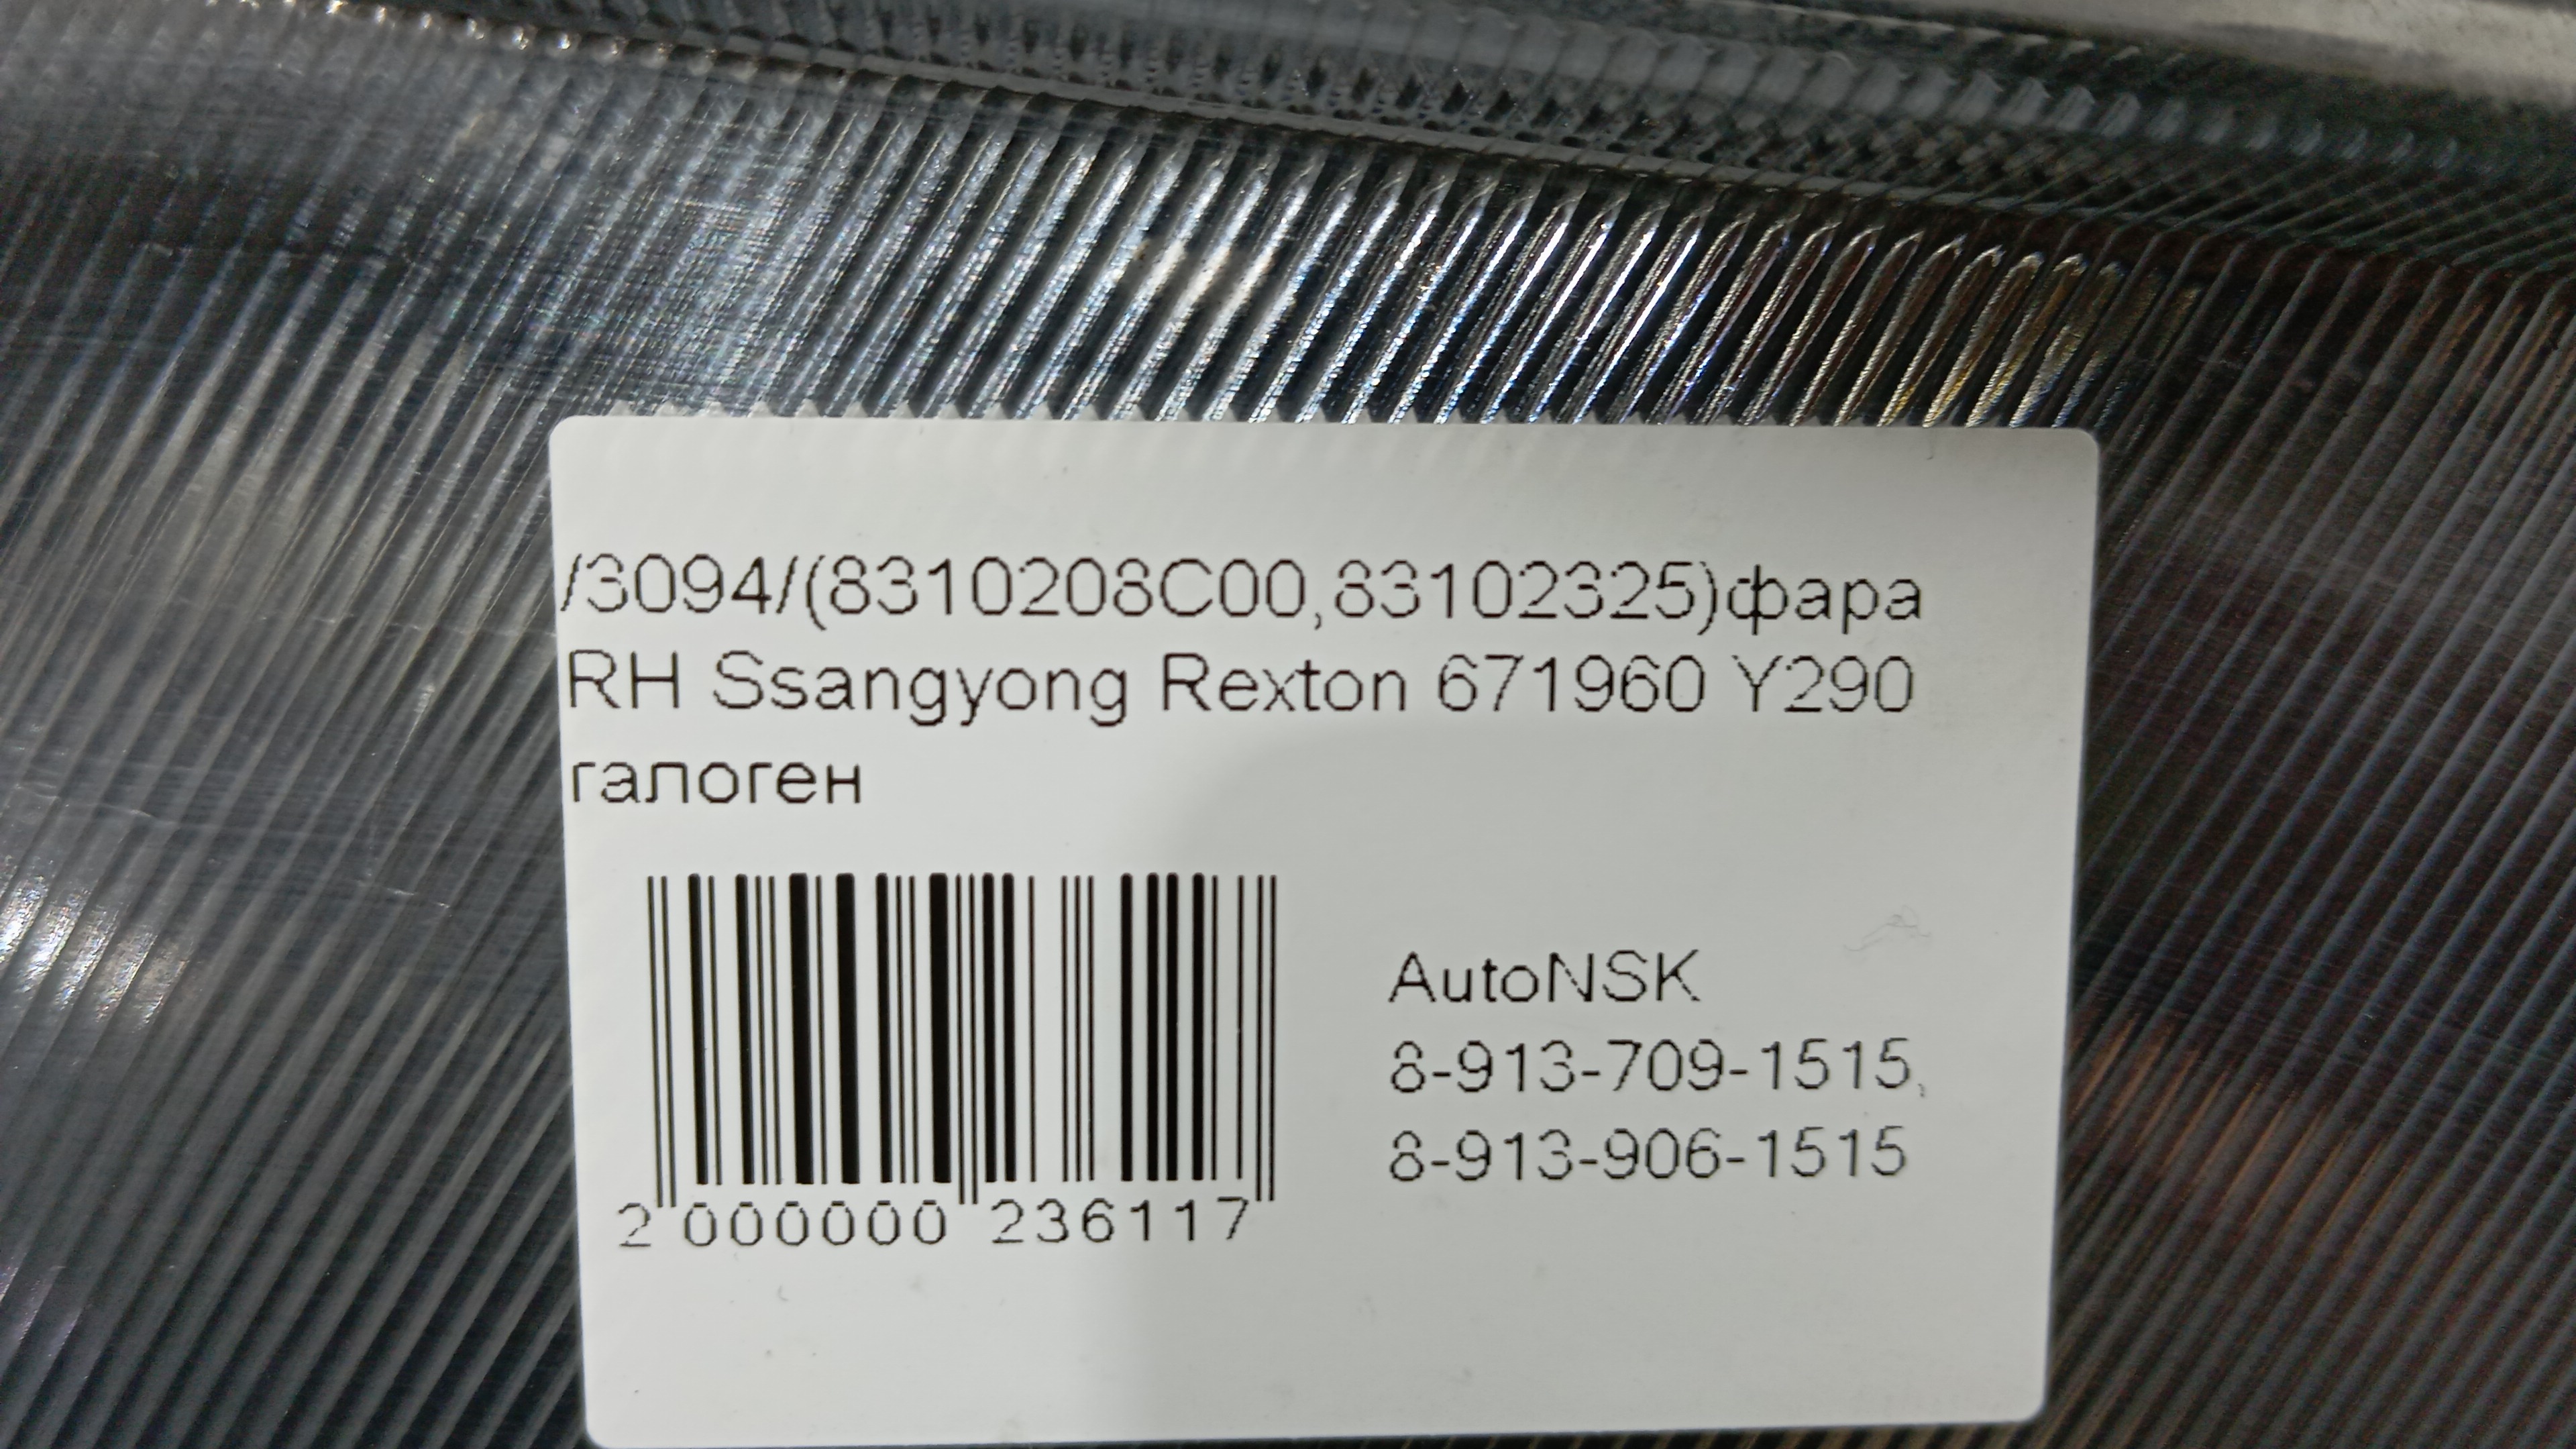 /3094/(8310208C00,83102325)фара
RH Ssangyong Rexton 671960 Y290
галоген
AutoNSK
8-913-709-1515,
8-913-906-1515
2 000000 236117